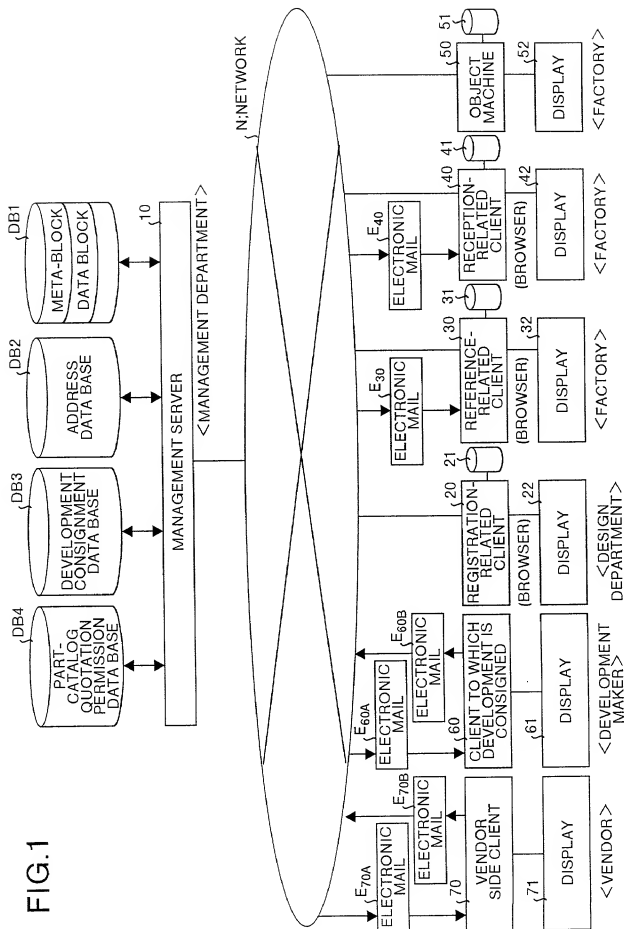 FIG.1
DB4
PART-
CATALOG
QUOTATION
PERMISSION
DATA BASE
DB3
DEVELOPMENT
CONSIGNMENT
DATA BASE
DB2
ADDRESS
DATA BASE
DB1
META-BLOCK
DATA BLOCK
MANAGEMENT SERVER
10
<MANAGEMENT DEPARTMENT>
N:NETWORK
E70A
ELECTRONIC
MAIL
E70B
ELECTRONIC
MAIL
70
VENDOR
SIDE CLIENT
71
DISPLAY
<VENDOR>
E60A
ELECTRONIC
MAIL
E60B
ELECTRONIC
MAIL
60
CLIENT TO WHICH
DEVELOPMENT IS
CONSIGNED
61
DISPLAY
<DEVELOPMENT
MAKER>
20
21
REGISTRATION-
RELATED
CLIENT
(BROWSER)
22
DISPLAY
<DESIGN
DEPARTMENT>
E30
ELECTRONIC
MAIL
30
31
REFERENCE-
RELATED
CLIENT
(BROWSER)
32
DISPLAY
<FACTORY>
E40
ELECTRONIC
MAIL
40
41
RECEPTION-
RELATED
CLIENT
(BROWSER)
42
DISPLAY
<FACTORY>
50
51
OBJECT
MACHINE
52
DISPLAY
<FACTORY>